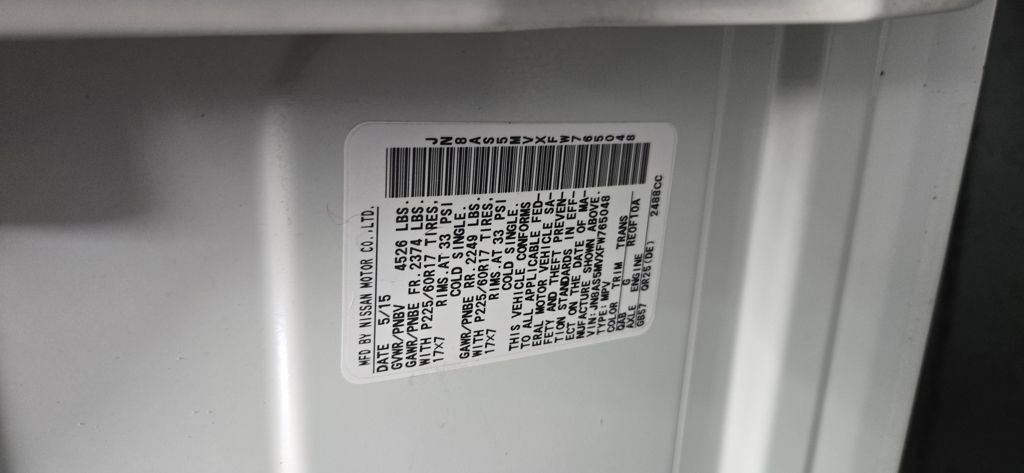 MFD BY NISSAN MOTOR CO.,LTD.
DATE 5/15
GVWR/PNBV 4526 LBS.
GAWR/PNBE FR. 2374 LBS.
WITH P225/60R17 TIRES.
17X7 RIMS.AT 33 PSI
COLD SINGLE.
GAWR/PNBE RR. 2249 LBS.
WITH P225/60R17 TIRES.
17X7 RIMS.AT 33 PSI
COLD SINGLE.
THIS VEHICLE CONFORMS
TO ALL APPLICABLE FED-
ERAL MOTOR VEHICLE SA-
FETY AND THEFT PREVEN-
TION STANDARDS IN EFF-
ECT ON THE DATE OF MA-
NUFACTURE SHOWN ABOVE.
VIN:JN8AS5MVXFW765048
TYPE:MPV
COLOR TRIM TRANS
QAB G RE0F10A
AXLE ENGINE
GB57 QR25(DE) 2488CC
JN8AS5MVXFW765048